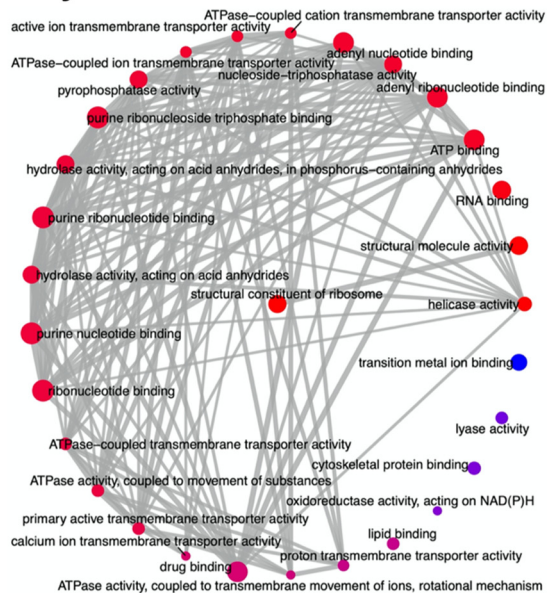 ATPase−coupled cation transmembrane transporter activity
active ion transmembrane transporter activity
adenyl nucleotide binding
ATPase−coupled ion transmembrane transporter activity
nucleoside−triphosphatase activity
pyrophosphatase activity
adenyl ribonucleotide binding
purine ribonucleoside triphosphate binding
ATP binding
hydrolase activity, acting on acid anhydrides, in phosphorus−containing anhydrides
RNA binding
purine ribonucleotide binding
structural molecule activity
hydrolase activity, acting on acid anhydrides
structural constituent of ribosome
helicase activity
purine nucleotide binding
transition metal ion binding
ribonucleotide binding
lyase activity
ATPase−coupled transmembrane transporter activity
cytoskeletal protein binding
ATPase activity, coupled to movement of substances
oxidoreductase activity, acting on NAD(P)H
primary active transmembrane transporter activity
lipid binding
calcium ion transmembrane transporter activity
proton transmembrane transporter activity
drug binding
ATPase activity, coupled to transmembrane movement of ions, rotational mechanism